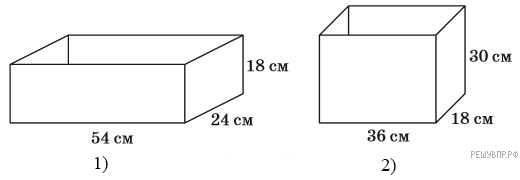 18 см
24 см
54 см
1)
30 см
18 см
36 см
2)
РЕШУВПР.РФ